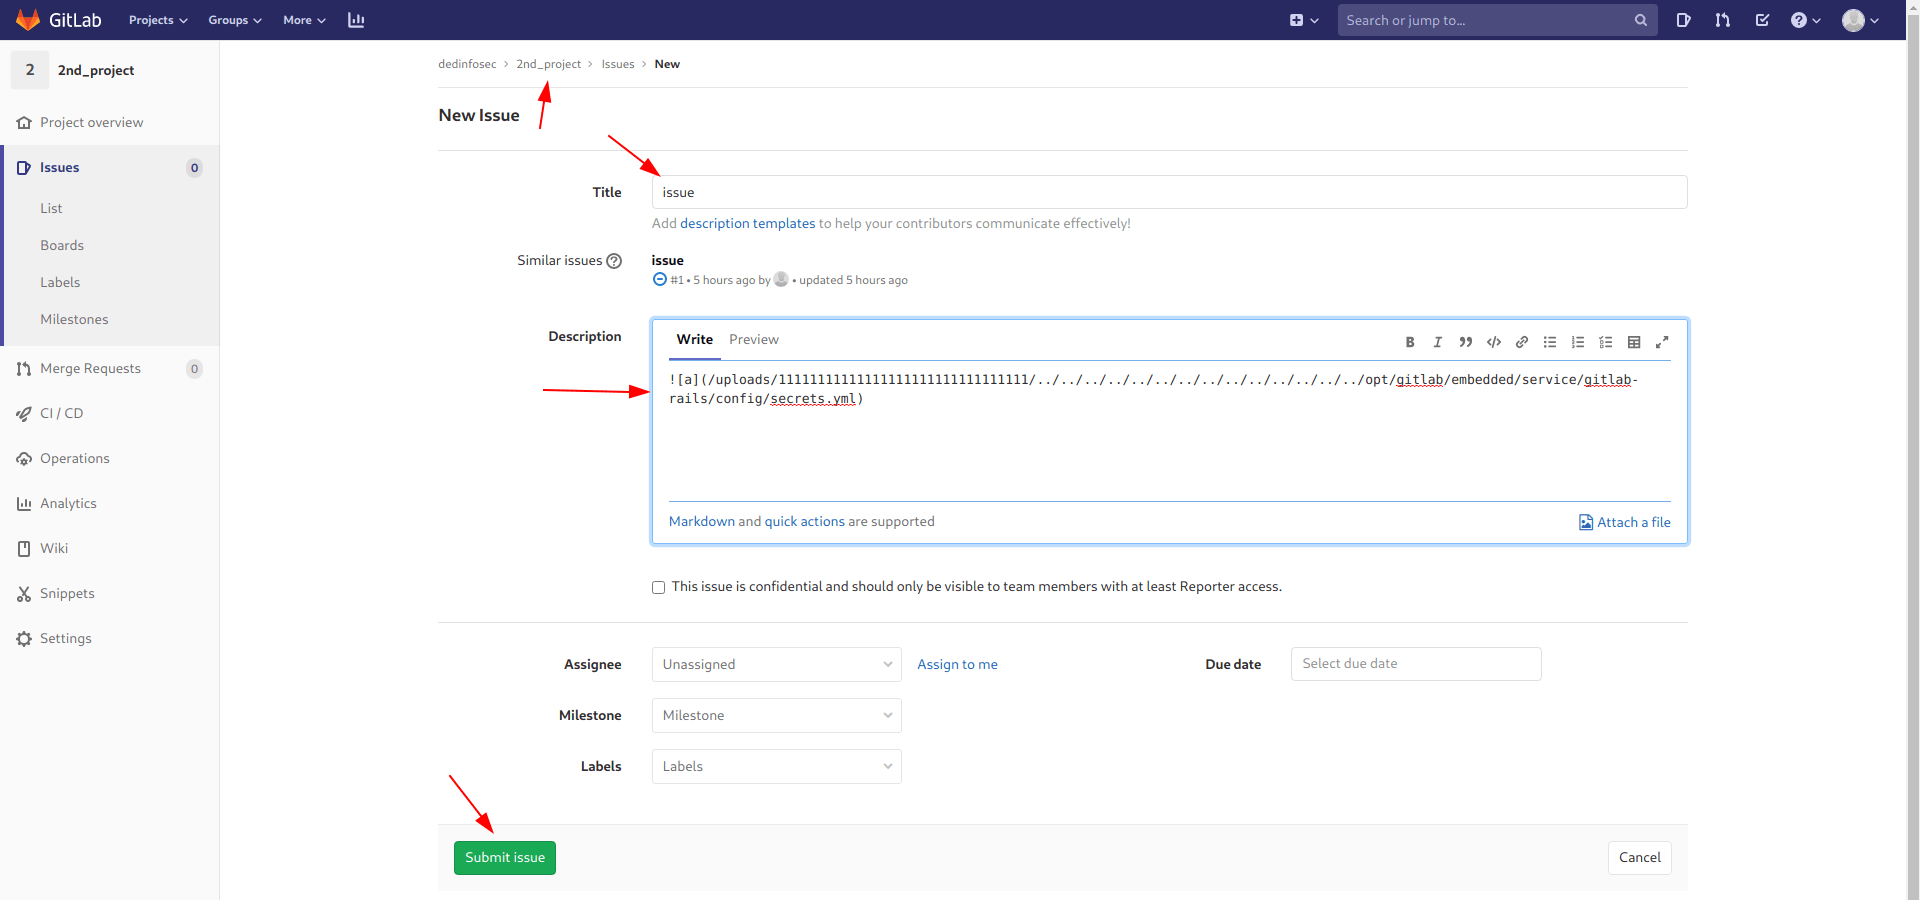 GitLab Projects Groups More Search or jump to...
2 2nd_project
Project overview
Issues 0
List
Boards
Labels
Milestones
Merge Requests 0
CI / CD
Operations
Analytics
Wiki
Snippets
Settings
dedinfosec > 2nd_project > Issues > New
New Issue
Title issue
Add description templates to help your contributors communicate effectively!
Similar issues ? issue
#1 • 5 hours ago by • updated 5 hours ago
Description Write Preview
![a](/uploads/11111111111111111111111111111111/../../../../../../../../../../../../../../opt/gitlab/embedded/service/gitlab-
rails/config/secrets.yml)
Markdown and quick actions are supported Attach a file
This issue is confidential and should only be visible to team members with at least Reporter access.
Assignee Unassigned Assign to me Due date Select due date
Milestone Milestone
Labels Labels
Submit issue Cancel